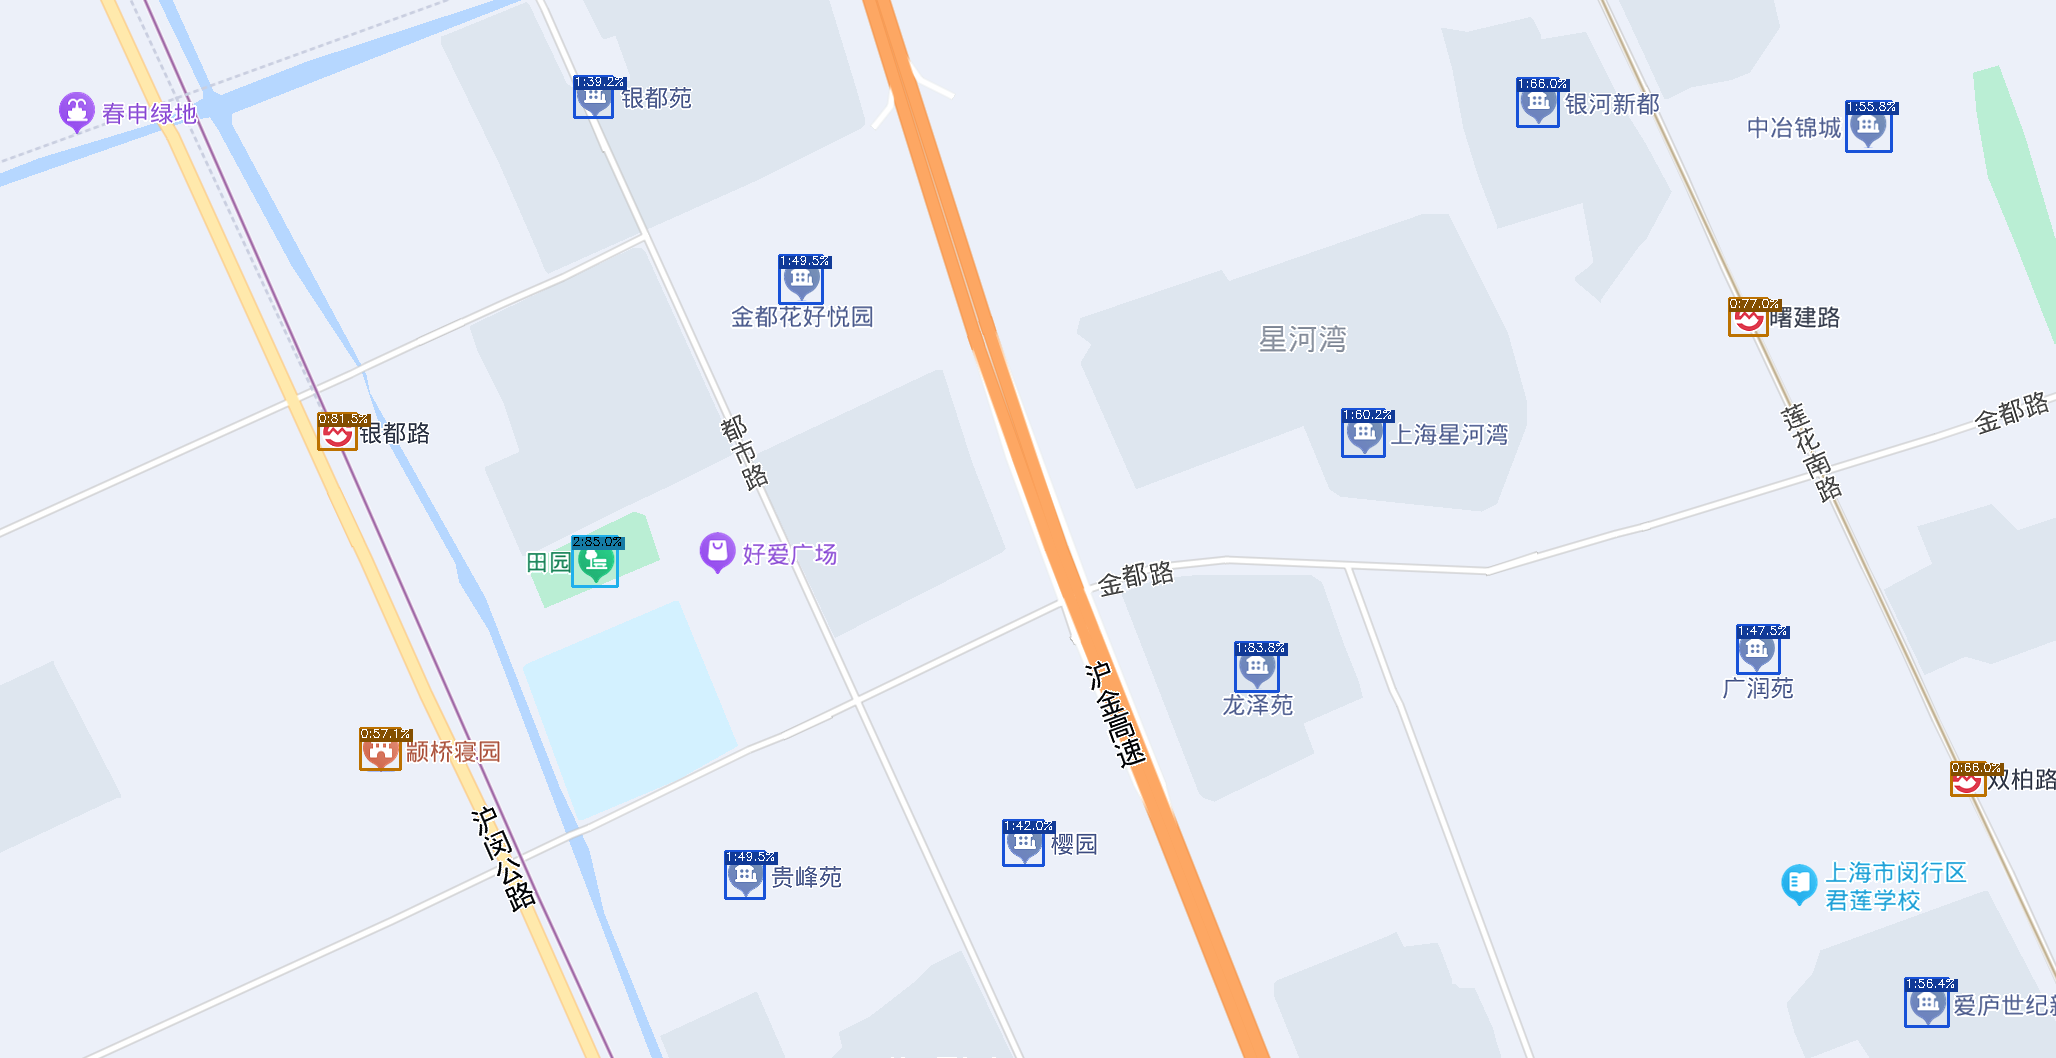 1:39.2%
银都苑
1:66.0%
银河新都
1:55.8%
中冶锦城
春申绿地
1:49.5%
金都花好悦园
0:77.0%
曙建路
星河湾
0:81.5%
银都路
1:60.2%
上海星河湾
都市路
莲花南路
金都路
2:85.0%
田园
好爱广场
金都路
1:83.8%
龙泽苑
1:47.5%
广润苑
沪金高速
0:57.1%
颛桥寝园
0:66.0%
双柏路
沪闵公路
1:42.0%
樱园
1:49.5%
贵峰苑
上海市闵行区
君莲学校
1:56.4%
爱庐世纪